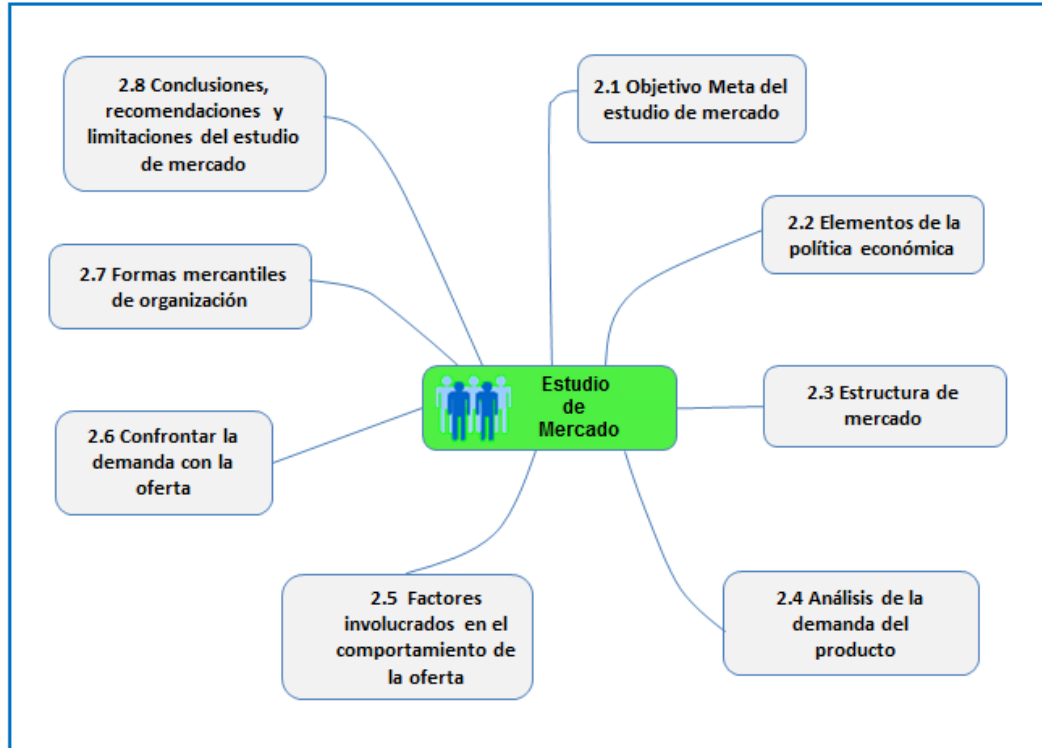 2.8 Conclusiones,
recomendaciones y
limitaciones del estudio
de mercado
2.1 Objetivo Meta del
estudio de mercado
2.2 Elementos de la
política económica
2.7 Formas mercantiles
de organización
Estudio
de
Mercado
2.3 Estructura de
mercado
2.6 Confrontar la
demanda con la
oferta
2.5 Factores
involucrados en el
comportamiento de
la oferta
2.4 Análisis de la
demanda del
producto